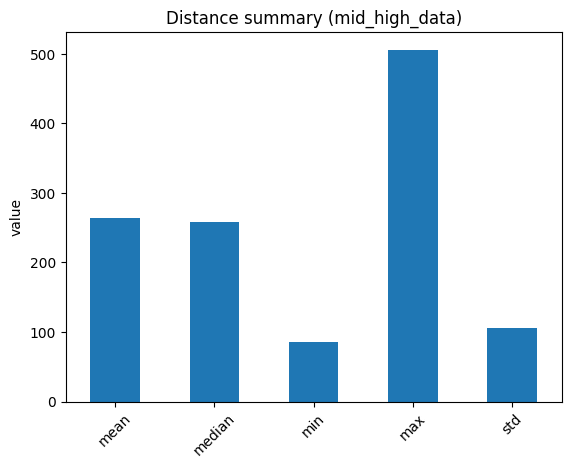 Distance summary (mid_high_data)
value
500
400
300
200
100
0
mean
median
min
max
std